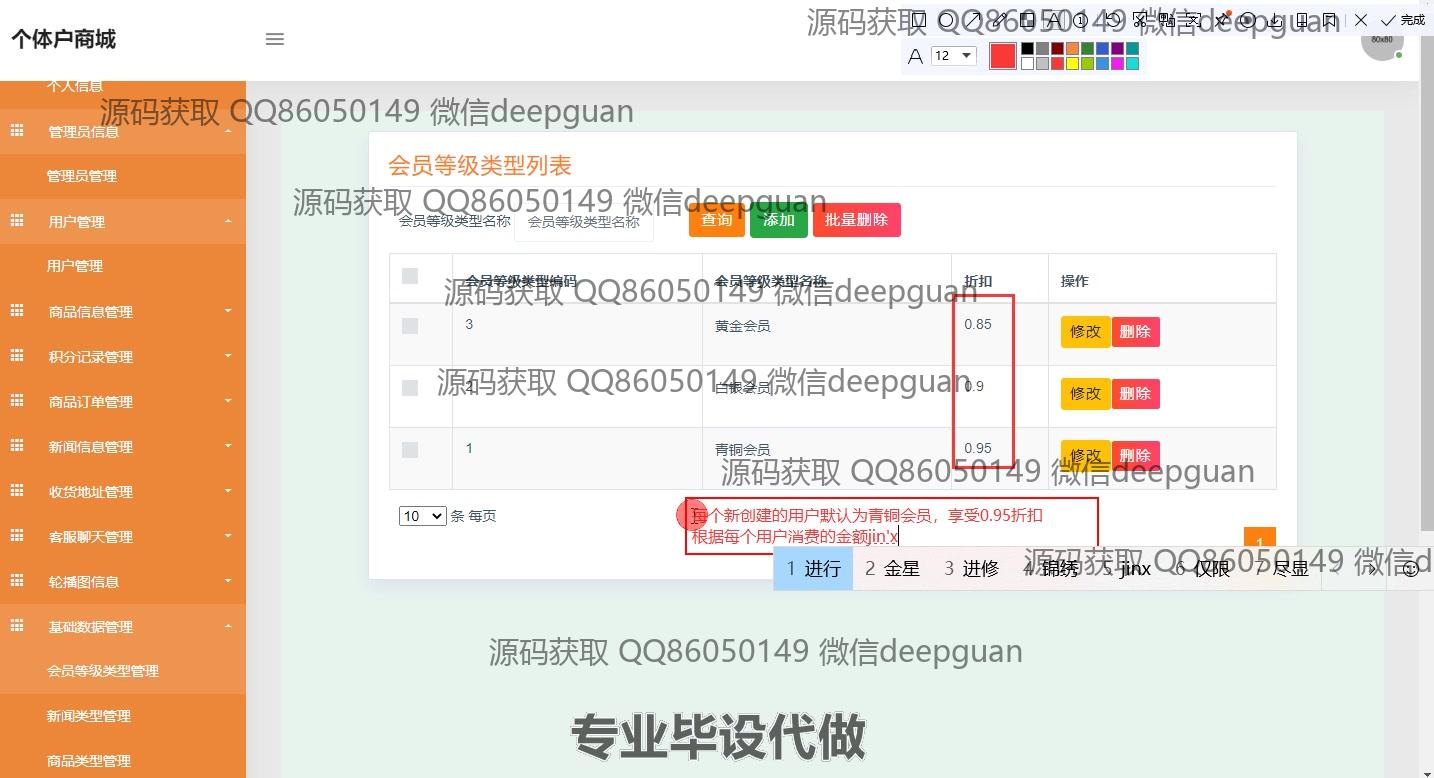 个体户商城
源码获取 QQ86050149 微信deepguan
A 12 完成
80x80
个人信息
源码获取 QQ86050149 微信deepguan
管理员信息
管理员管理
用户管理
用户管理
商品信息管理
积分记录管理
商品订单管理
新闻信息管理
收货地址管理
客服聊天管理
轮播图信息
基础数据管理
会员等级类型管理
新闻类型管理
商品类型管理
会员等级类型列表
源码获取 QQ86050149 微信deepguan
会员等级类型名称 会员等级类型名称 查询 添加 批量删除
会员等级类型编码 会员等级类型名称 折扣 操作
源码获取 QQ86050149 微信deepguan
3 黄金会员 0.85 修改 删除
源码获取 QQ86050149 微信deepguan
2 白银会员 0.9 修改 删除
1 青铜会员 0.95 修改 删除
源码获取 QQ86050149 微信deepguan
10 条 每页
每个新创建的用户默认为青铜会员，享受0.95折扣
根据每个用户消费的金额jin'x
1
1 进行 2 金星 3 进修 4 锦绣 5 jinx 6 仅限 7 尽显
源码获取 QQ86050149 微信d
源码获取 QQ86050149 微信deepguan
专业毕设代做